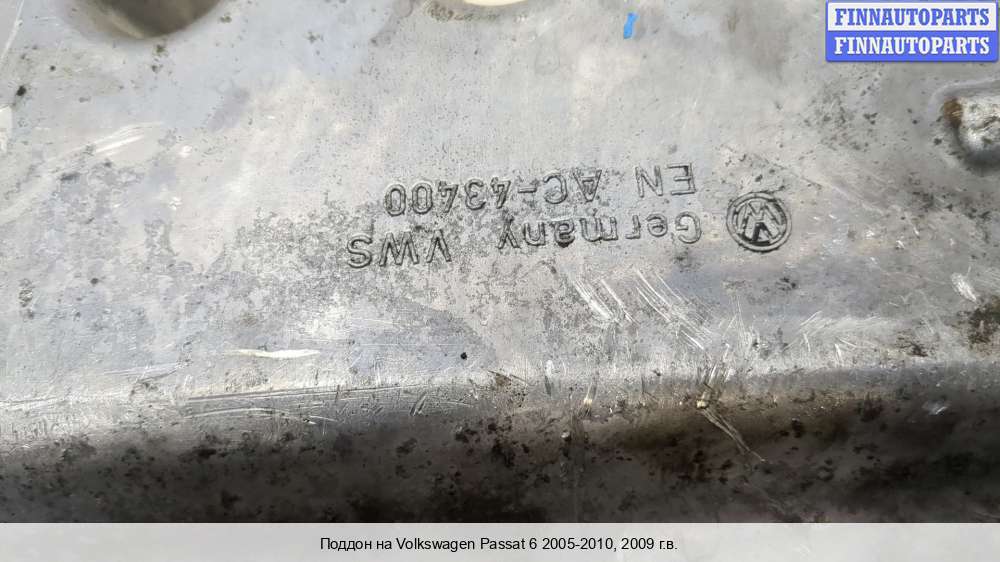 FINNAUTOPARTS
FINNAUTOPARTS
Germany VWS
EN AC-43400
Поддон на Volkswagen Passat 6 2005-2010, 2009 г.в.